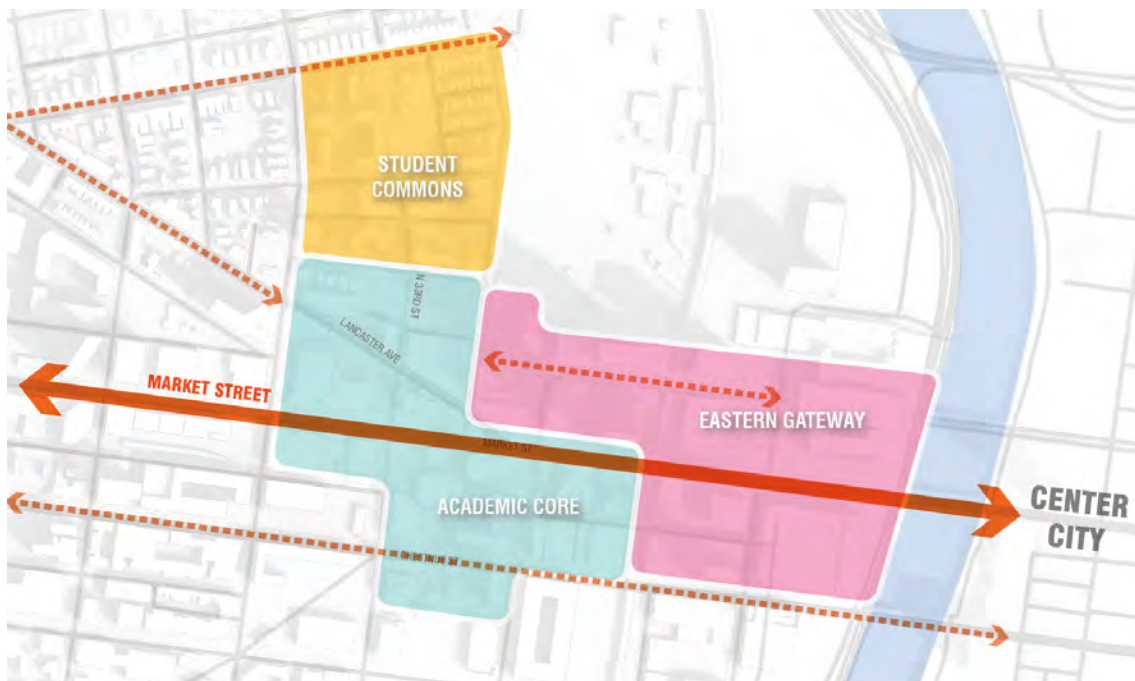 STUDENT
COMMONS
N 33RD ST
LANCASTER AVE
MARKET STREET
EASTERN GATEWAY
MARKET ST
ACADEMIC CORE
CENTER
CITY